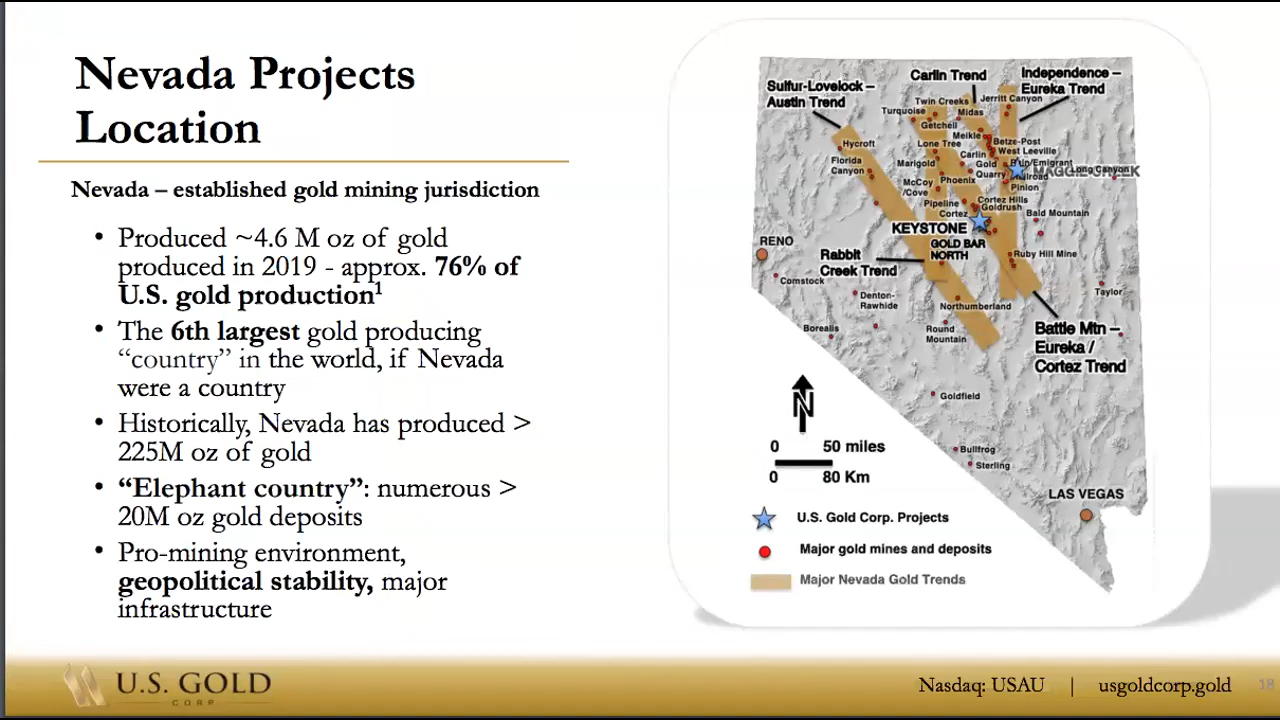 Nevada Projects
Location
Nevada – established gold mining jurisdiction
• Produced ~4.6 M oz of gold
produced in 2019 - approx. 76% of
U.S. gold production1
• The 6th largest gold producing
“country” in the world, if Nevada
were a country
• Historically, Nevada has produced >
225M oz of gold
• “Elephant country”: numerous >
20M oz gold deposits
• Pro-mining environment,
geopolitical stability, major
infrastructure
Sulfur-Lovelock –
Austin Trend
Carlin Trend
Independence –
Eureka Trend
Twin Creeks
Jerritt Canyon
Turquoise
Midas
Getchell
Meikle
Betze-Post
Hycroft
Lone Tree
West Leeville
Carlin
Florida
Canyon
Marigold
Gold
Quarry
Emigrant
Long Canyon
Railroad
McCoy
/Cove
Phoenix
Pinion
Pipeline
Cortez Hills
Goldrush
Cortez
Bald Mountain
KEYSTONE
GOLD BAR
NORTH
RENO
Rabbit
Creek Trend
Ruby Hill Mine
Comstock
Denton-
Rawhide
Northumberland
Taylor
Borealis
Round
Mountain
Battle Mtn –
Eureka /
Cortez Trend
N
Goldfield
0 50 miles
0 80 Km
Bullfrog
Sterling
LAS VEGAS
U.S. Gold Corp. Projects
Major gold mines and deposits
Major Nevada Gold Trends
U.S. GOLD
CORP
Nasdaq: USAU | usgoldcorp.gold 18